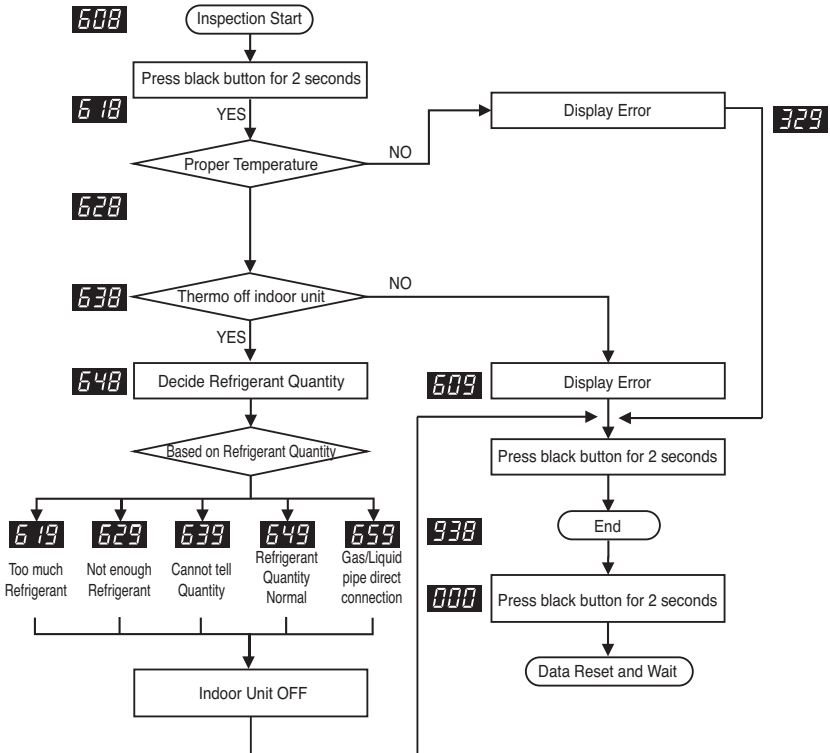 608
Inspection Start
Press black button for 2 seconds
618
YES
Display Error
329
Proper Temperature
NO
628
638
Thermo off indoor unit
NO
YES
648
Decide Refrigerant Quantity
609
Display Error
Based on Refrigerant Quantity
Press black button for 2 seconds
619
Too much
Refrigerant
629
Not enough
Refrigerant
639
Cannot tell
Quantity
649
Refrigerant
Quantity
Normal
659
Gas/Liquid
pipe direct
connection
938
End
000
Press black button for 2 seconds
Data Reset and Wait
Indoor Unit OFF